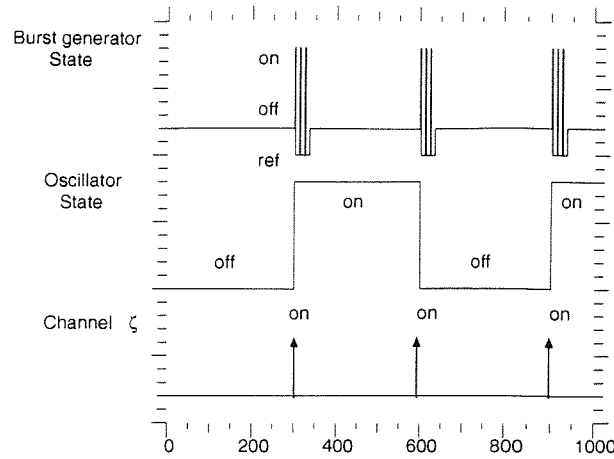 Burst generator
State
on
off
ref
Oscillator
State
on
on
off
off
Channel ζ
on
on
on
0 200 400 600 800 1000